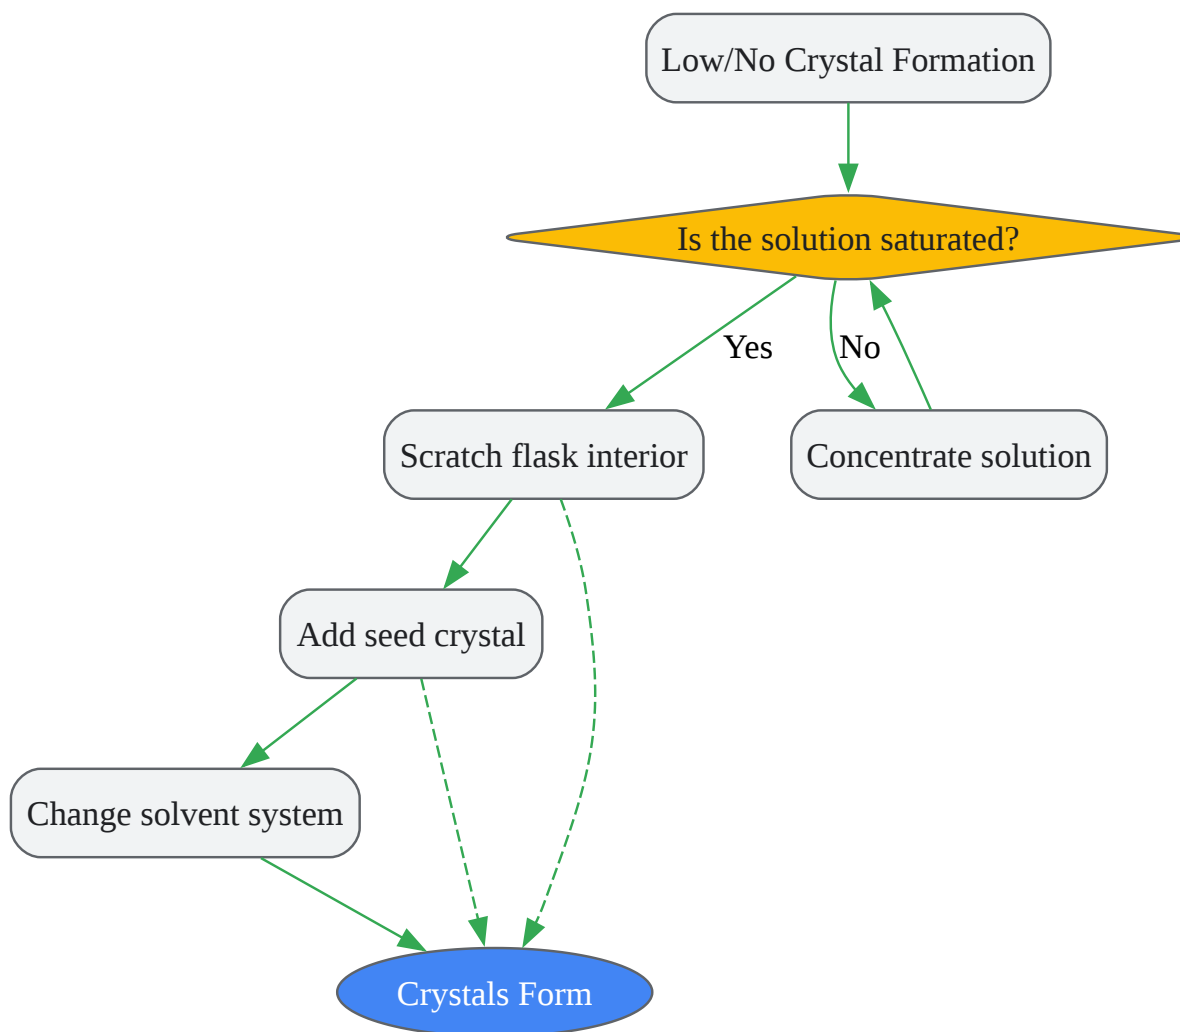 Low/No Crystal Formation
Is the solution saturated?
Yes
No
Scratch flask interior
Concentrate solution
Add seed crystal
Change solvent system
Crystals Form